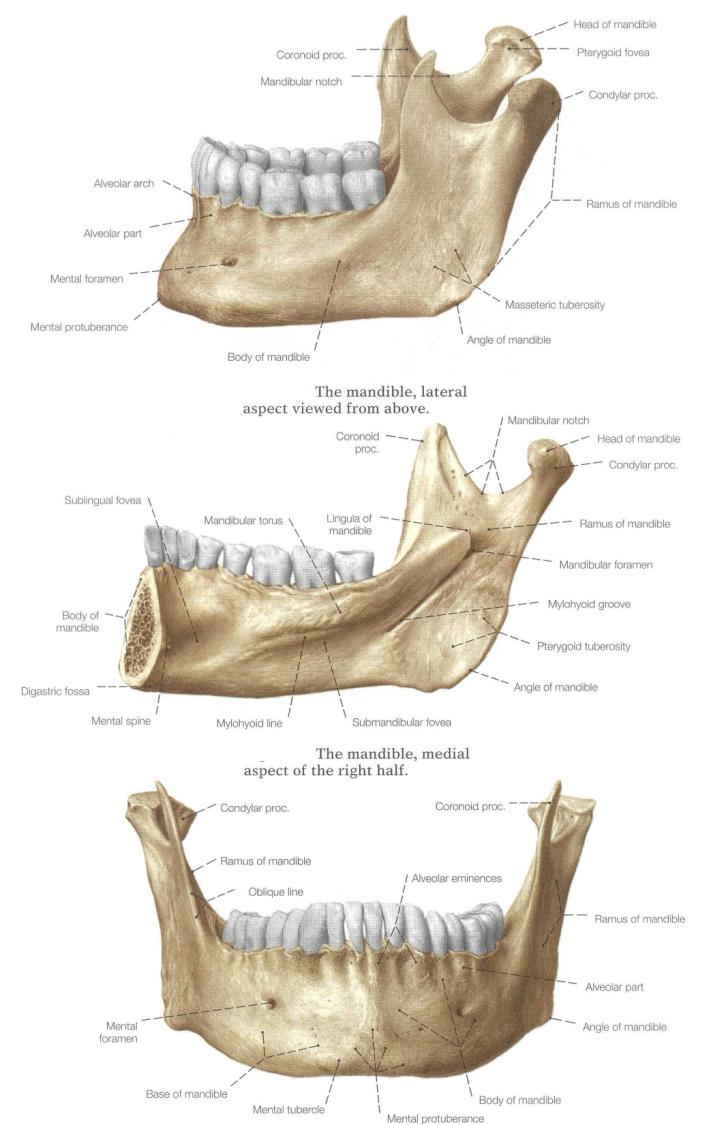 Head of mandible
Coronoid proc.
Pterygoid fovea
Mandibular notch
Condylar proc.
Alveolar arch
Ramus of mandible
Alveolar part
Mental foramen
Masseteric tuberosity
Mental protuberance
Angle of mandible
Body of mandible
The mandible, lateral
aspect viewed from above.
Mandibular notch
Coronoid
proc.
Head of mandible
Condylar proc.
Sublingual fovea
Mandibular torus
Lingula of
mandible
Ramus of mandible
Mandibular foramen
Mylohyoid groove
Body of
mandible
Pterygoid tuberosity
Digastric fossa
Angle of mandible
Mental spine
Mylohyoid line
Submandibular fovea
The mandible, medial
aspect of the right half.
Condylar proc.
Coronoid proc.
Ramus of mandible
Alveolar eminences
Oblique line
Ramus of mandible
Alveolar part
Mental
foramen
Angle of mandible
Base of mandible
Body of mandible
Mental tubercle
Mental protuberance